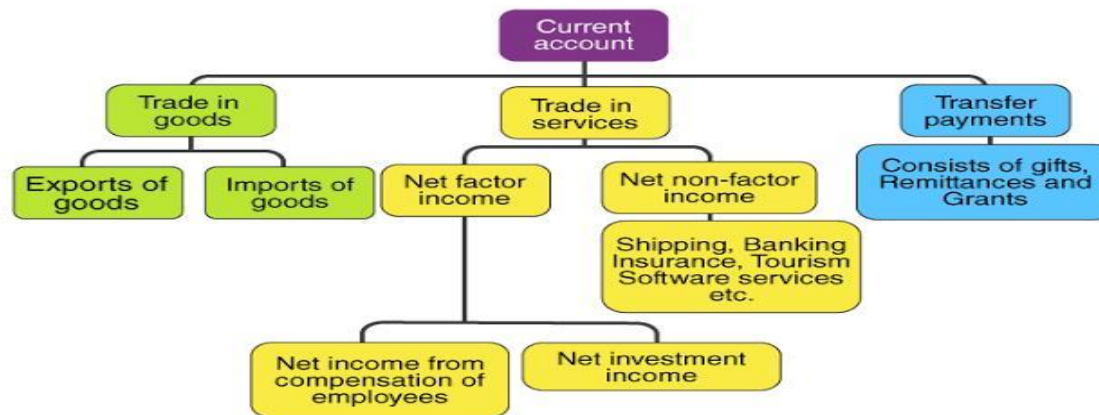 Current
account
Trade in
goods
Trade in
services
Transfer
payments
Exports of
goods
Imports of
goods
Net factor
income
Net non-factor
income
Consists of gifts,
Remittances and
Grants
Shipping, Banking
Insurance, Tourism
Software services
etc.
Net income from
compensation of
employees
Net investment
income